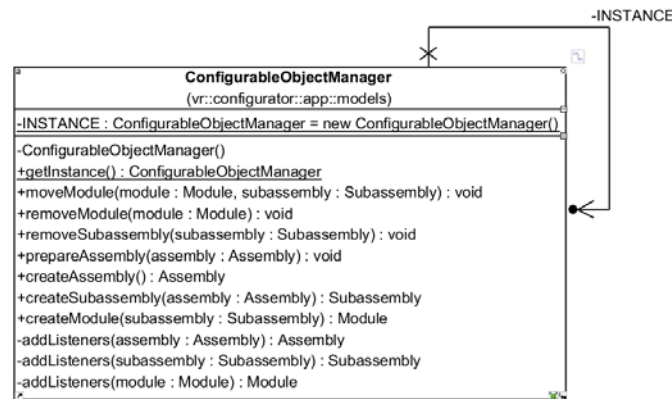 -INSTANCE
ConfigurableObjectManager
(vr::configurator::app::models)
-INSTANCE : ConfigurableObjectManager = new ConfigurableObjectManager()
-ConfigurableObjectManager()
+getInstance() : ConfigurableObjectManager
+moveModule(module : Module, subassembly : Subassembly) : void
+removeModule(module : Module) : void
+removeSubassembly(subassembly : Subassembly) : void
+prepareAssembly(assembly : Assembly) : void
+createAssembly() : Assembly
+createSubassembly(assembly : Assembly) : Subassembly
+createModule(subassembly : Subassembly) : Module
-addListeners(assembly : Assembly) : Assembly
-addListeners(subassembly : Subassembly) : Subassembly
-addListeners(module : Module) : Module